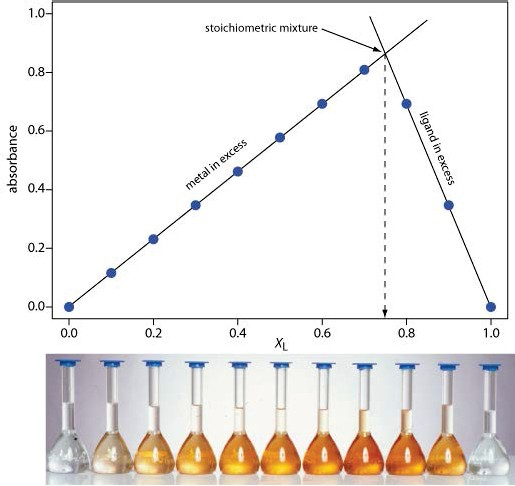 1.0
stoichiometric mixture
0.8
0.6
absorbance
metal in excess
ligand in excess
0.4
0.2
0.0
0.0 0.2 0.4 0.6 0.8 1.0
XL